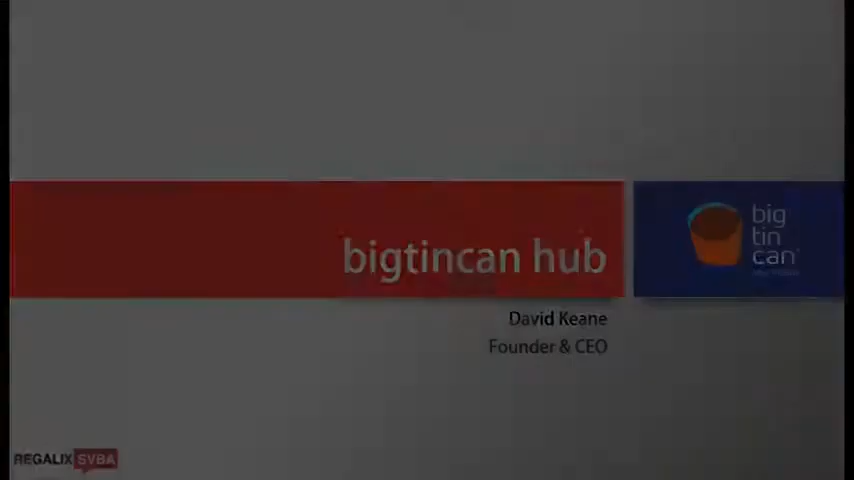 bigtincan hub
big
tin
can
David Keane
Founder & CEO
REGALIX SVBA